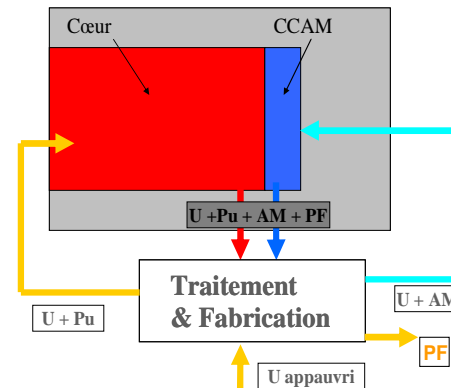 Cœur
CCAM
U +Pu + AM + PF
Traitement
& Fabrication
U + Pu
U + AM
PF
U appauvri